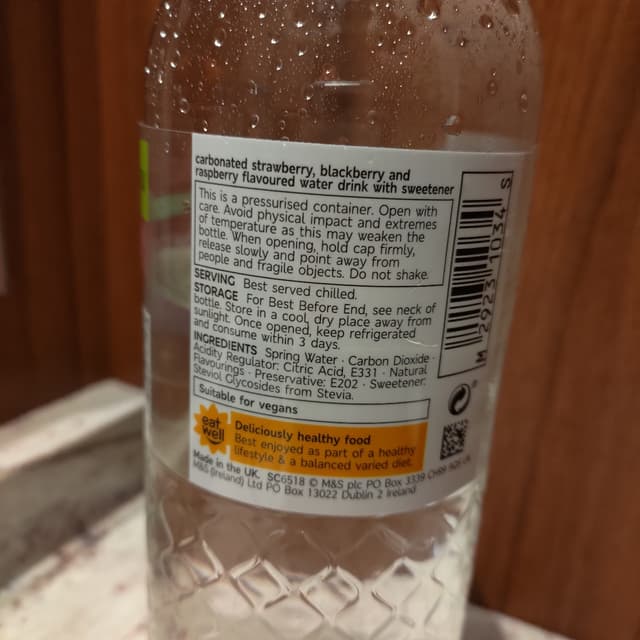 carbonated strawberry, blackberry and
raspberry flavoured water drink with sweetener
This is a pressurised container. Open with
care. Avoid physical impact and extremes
of temperature as this may weaken the
bottle. When opening, hold cap firmly,
release slowly and point away from
people and fragile objects. Do not shake.
SERVING Best served chilled.
STORAGE For Best Before End, see neck of
bottle. Store in a cool, dry place away from
sunlight. Once opened, keep refrigerated
and consume within 3 days.
INGREDIENTS Spring Water · Carbon Dioxide ·
Acidity Regulator: Citric Acid, E331 · Natural
Flavourings · Preservative: E202 · Sweetener:
Steviol Glycosides from Stevia.
Suitable for vegans
eat
well
Deliciously healthy food
Best enjoyed as part of a healthy
lifestyle & a balanced varied diet.
Made in the UK. SC6518 © M&S plc PO Box 3339 CH99 9QS UK
M&S (Ireland) Ltd PO Box 13022 Dublin 2 Ireland
M 2923 1034 S